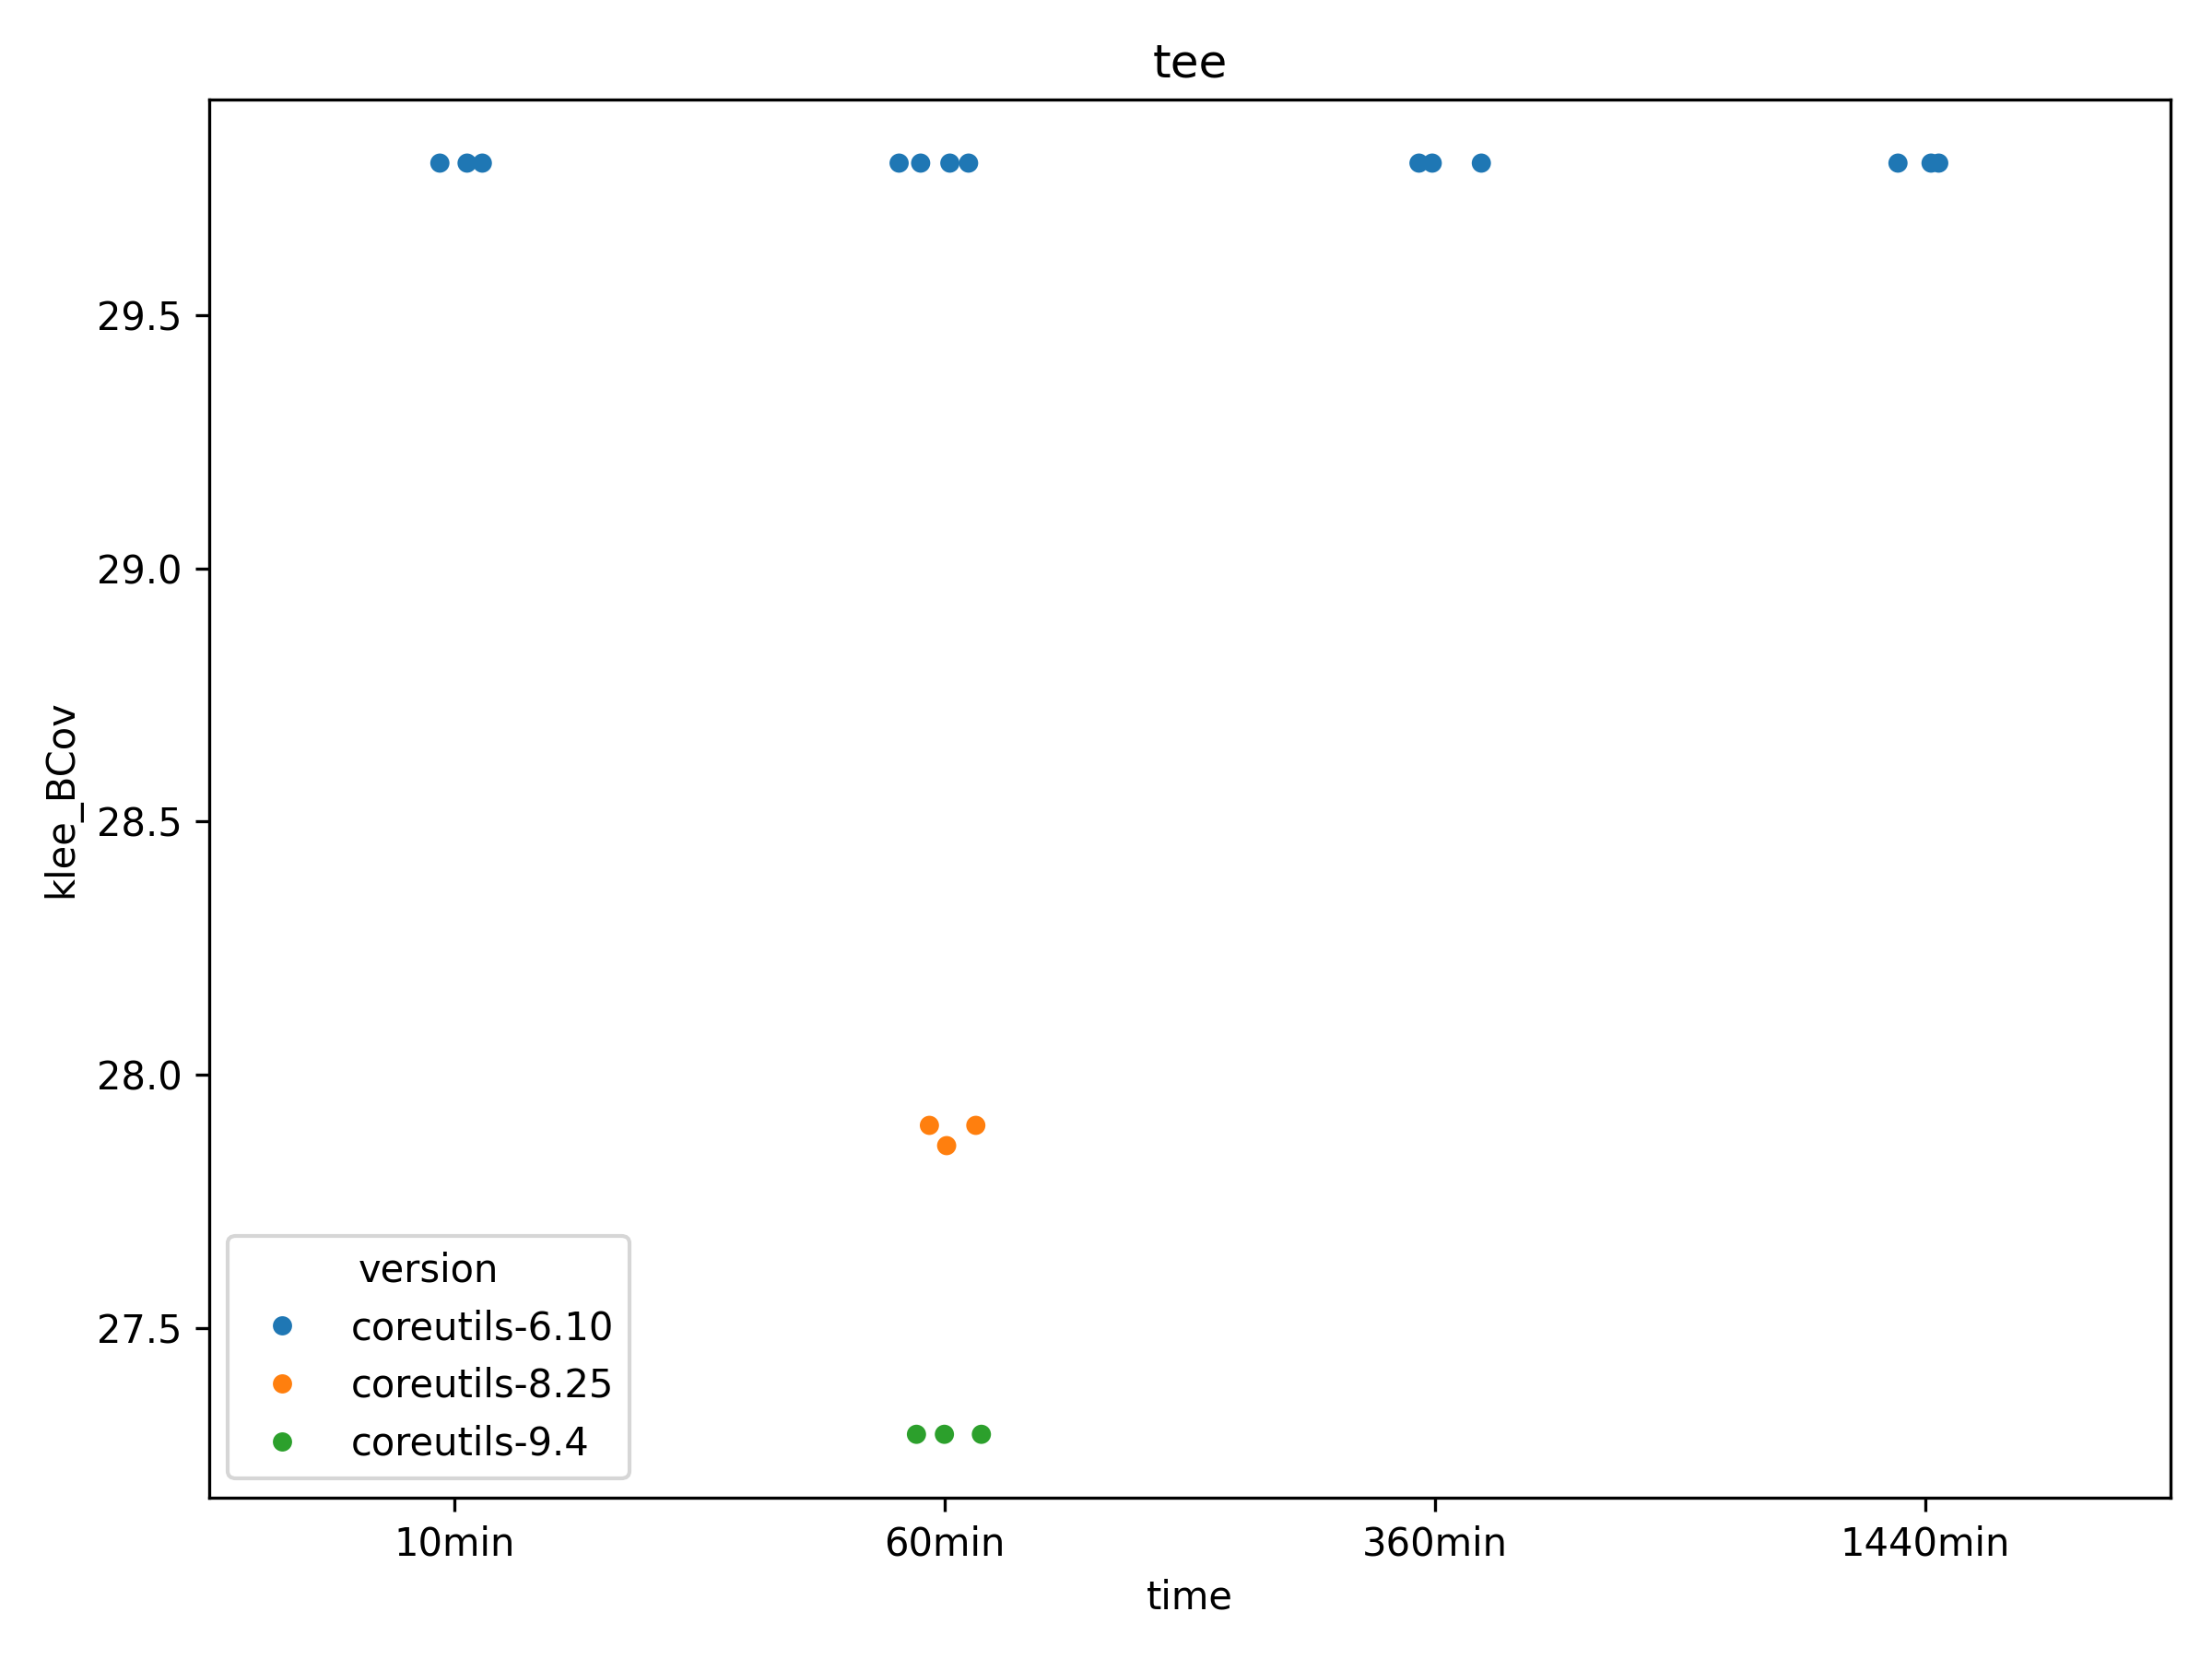 tee
29.5
29.0
28.5
28.0
27.5
klee_BCov
version
coreutils-6.10
coreutils-8.25
coreutils-9.4
10min 60min 360min 1440min
time